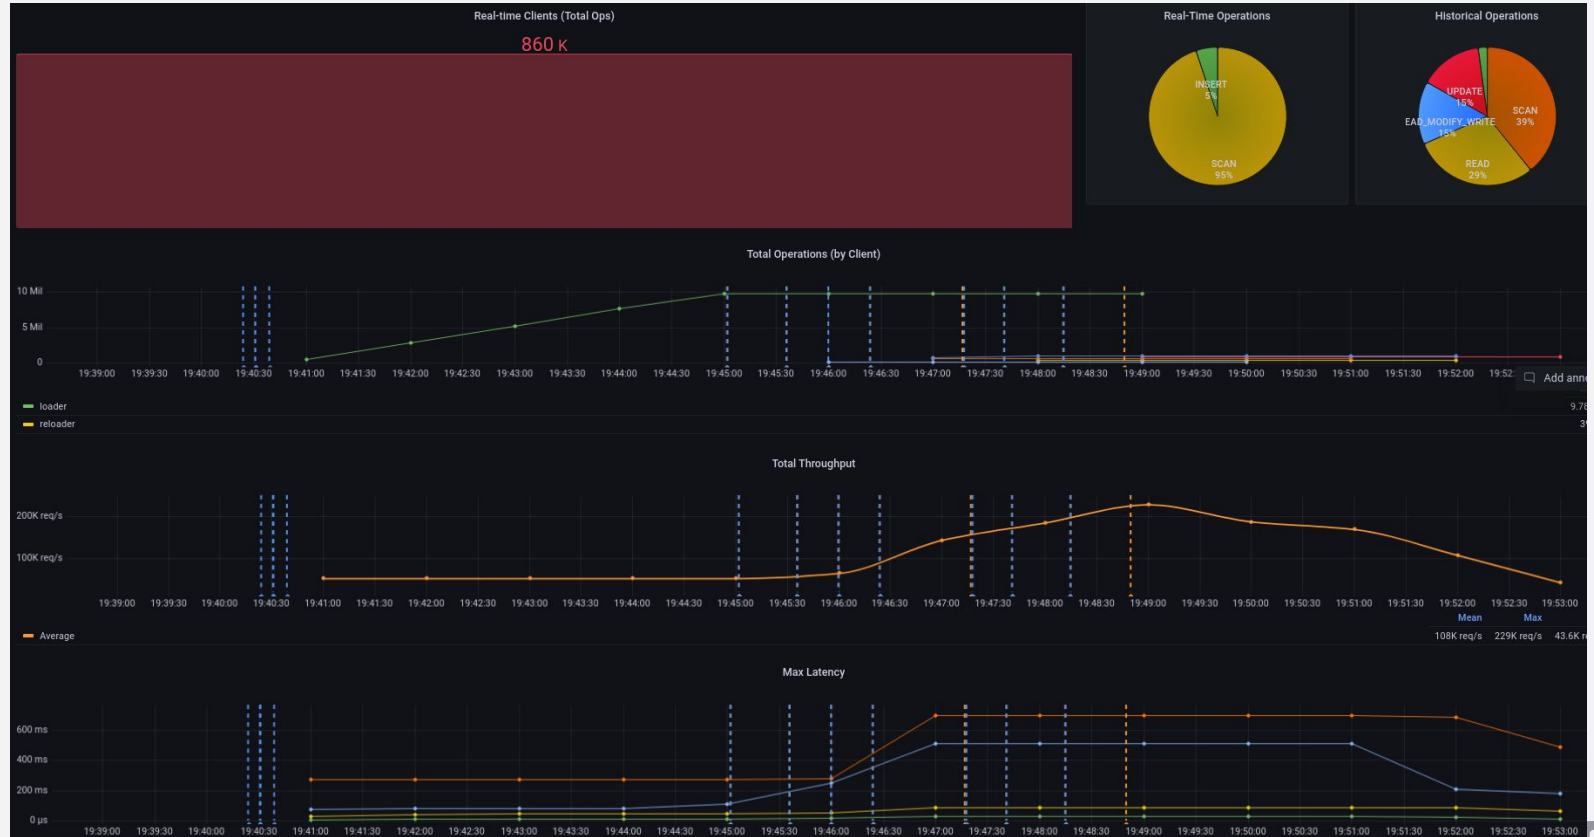 Real-time Clients (Total Ops)
860 K
Real-Time Operations
INSERT
5%
SCAN
95%
Historical Operations
UPDATE
15%
EAD_MODIFY_WRITE
15%
SCAN
39%
READ
29%
Total Operations (by Client)
10 Mil
5 Mil
0
19:39:00 19:39:30 19:40:00 19:40:30 19:41:00 19:41:30 19:42:00 19:42:30 19:43:00 19:43:30 19:44:00 19:44:30 19:45:00 19:45:30 19:46:00 19:46:30 19:47:00 19:47:30 19:48:00 19:48:30 19:49:00 19:49:30 19:50:00 19:50:30 19:51:00 19:51:30 19:52:00 19:52:
Add anne
loader 9.78
reloader 39
Total Throughput
200K req/s
100K req/s
19:39:00 19:39:30 19:40:00 19:40:30 19:41:00 19:41:30 19:42:00 19:42:30 19:43:00 19:43:30 19:44:00 19:44:30 19:45:00 19:45:30 19:46:00 19:46:30 19:47:00 19:47:30 19:48:00 19:48:30 19:49:00 19:49:30 19:50:00 19:50:30 19:51:00 19:51:30 19:52:00 19:52:30 19:53:00
Mean Max
Average 108K req/s 229K req/s 43.6K r
Max Latency
600 ms
400 ms
200 ms
0 µs
19:39:00 19:39:30 19:40:00 19:40:30 19:41:00 19:41:30 19:42:00 19:42:30 19:43:00 19:43:30 19:44:00 19:44:30 19:45:00 19:45:30 19:46:00 19:46:30 19:47:00 19:47:30 19:48:00 19:48:30 19:49:00 19:49:30 19:50:00 19:50:30 19:51:00 19:51:30 19:52:00 19:52:30 19:53:00